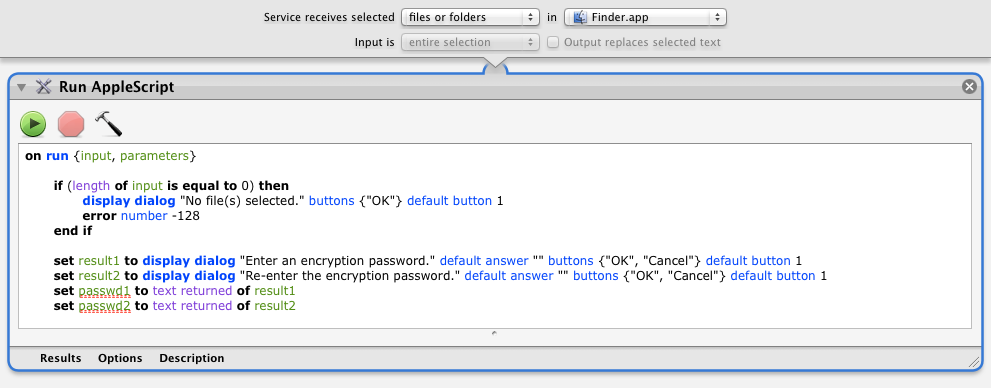 Service receives selected files or folders in Finder.app
Input is entire selection Output replaces selected text
Run AppleScript
on run {input, parameters}
if (length of input is equal to 0) then
display dialog "No file(s) selected." buttons {"OK"} default button 1
error number -128
end if
set result1 to display dialog "Enter an encryption password." default answer "" buttons {"OK", "Cancel"} default button 1
set result2 to display dialog "Re-enter the encryption password." default answer "" buttons {"OK", "Cancel"} default button 1
set passwd1 to text returned of result1
set passwd2 to text returned of result2
Results Options Description